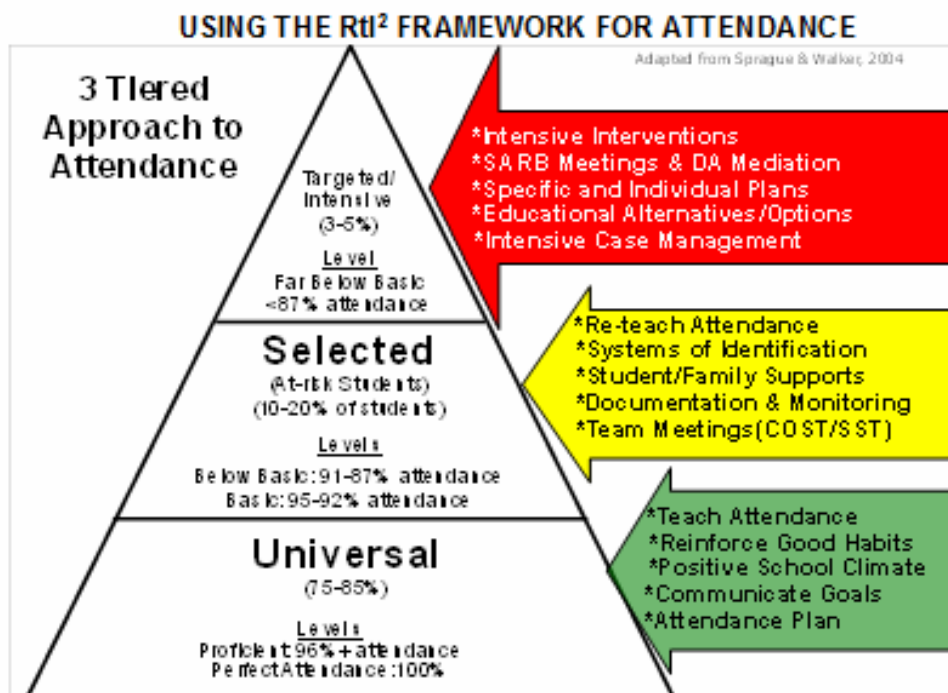 USING THE RtI² FRAMEWORK FOR ATTENDANCE
Adapted from Sprague & Walker, 2004
3 Tiered
Approach to
Attendance
Targeted/
Intensive
(3-5%)
Level
Far Below Basic
<87% attendance
*Intensive Interventions
*SARB Meetings & DA Mediation
*Specific and Individual Plans
*Educational Alternatives/Options
*Intensive Case Management
Selected
(At-risk Students)
(10-20% of students)
Levels
Below Basic: 91-87% attendance
Basic: 95-92% attendance
*Re-teach Attendance
*Systems of Identification
*Student/Family Supports
*Documentation & Monitoring
*Team Meetings(COST/SST)
Universal
(75-85%)
Levels
Proficient: 96% + attendance
Perfect Attendance: 100%
*Teach Attendance
*Reinforce Good Habits
*Positive School Climate
*Communicate Goals
*Attendance Plan